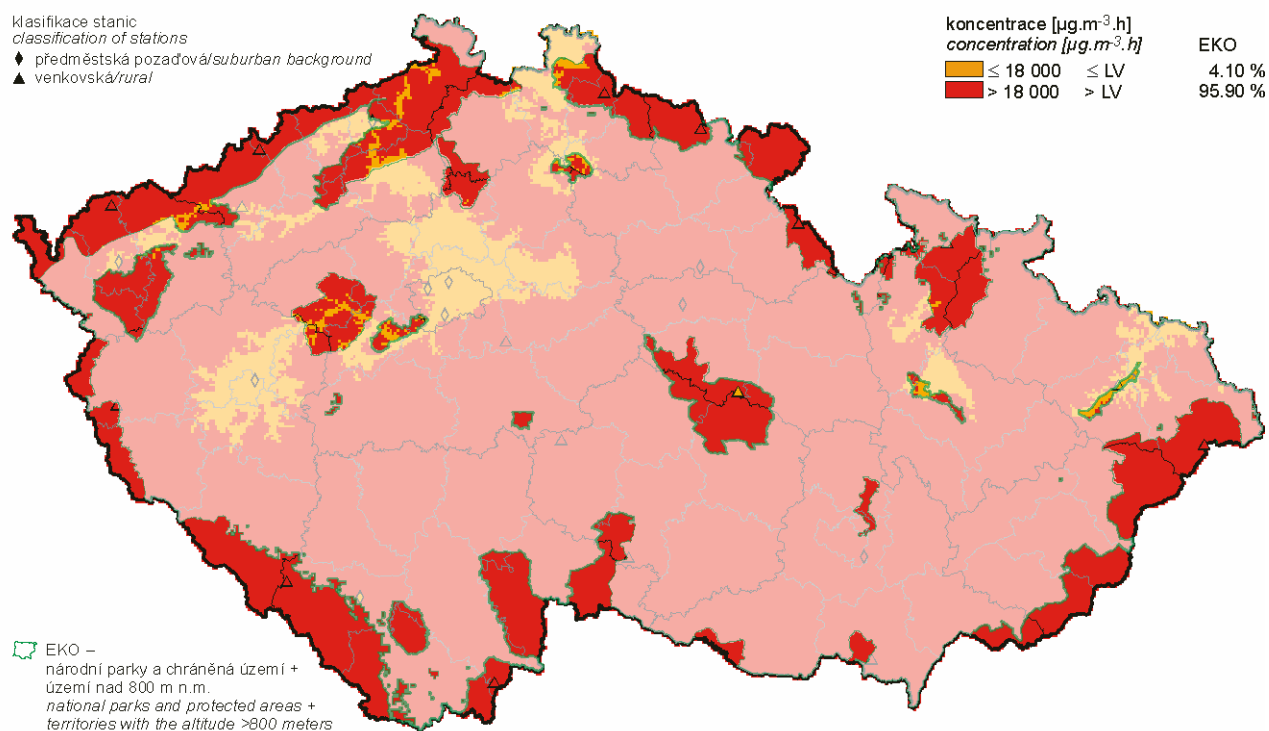 klasifikace stanic
classification of stations
předměstská pozaďová/suburban background
venkovská/rural
koncentrace [µg.m-³.h]
concentration [µg.m-³.h] EKO
≤ 18 000 ≤ LV 4.10 %
> 18 000 > LV 95.90 %
EKO –
národní parky a chráněná území +
území nad 800 m n.m.
national parks and protected areas +
territories with the altitude >800 meters